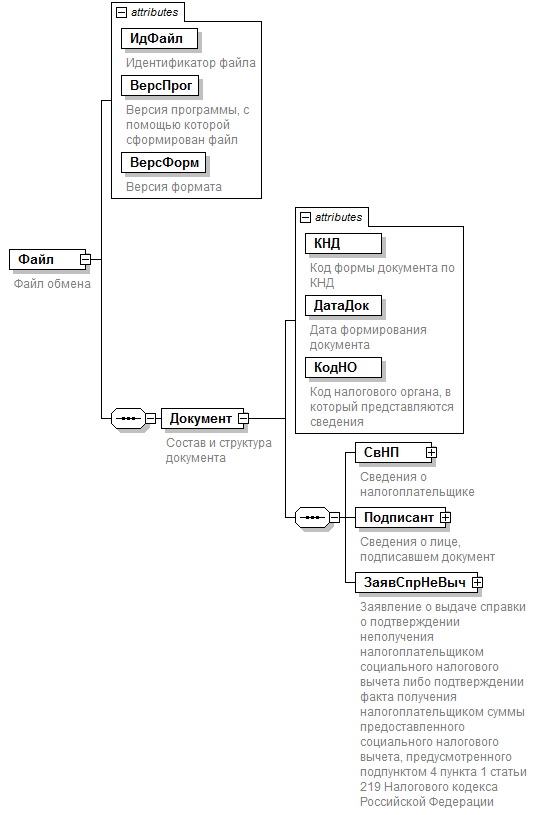 attributes
ИдФайл
Идентификатор файла
ВерсПрог
Версия программы, с
помощью которой
сформирован файл
ВерсФорм
Версия формата
Файл
Файл обмена
attributes
КНД
Код формы документа по
КНД
ДатаДок
Дата формирования
документа
КодНО
Код налогового органа, в
который представляются
сведения
Документ
Состав и структура
документа
СвНП
Сведения о
налогоплательщике
Подписант
Сведения о лице,
подписавшем документ
ЗаявСпрНеВыч
Заявление о выдаче справки
о подтверждении
неполучения
налогоплательщиком
социального налогового
вычета либо подтверждении
факта получения
налогоплательщиком суммы
предоставленного
социального налогового
вычета, предусмотренного
подпунктом 4 пункта 1 статьи
219 Налогового кодекса
Российской Федерации